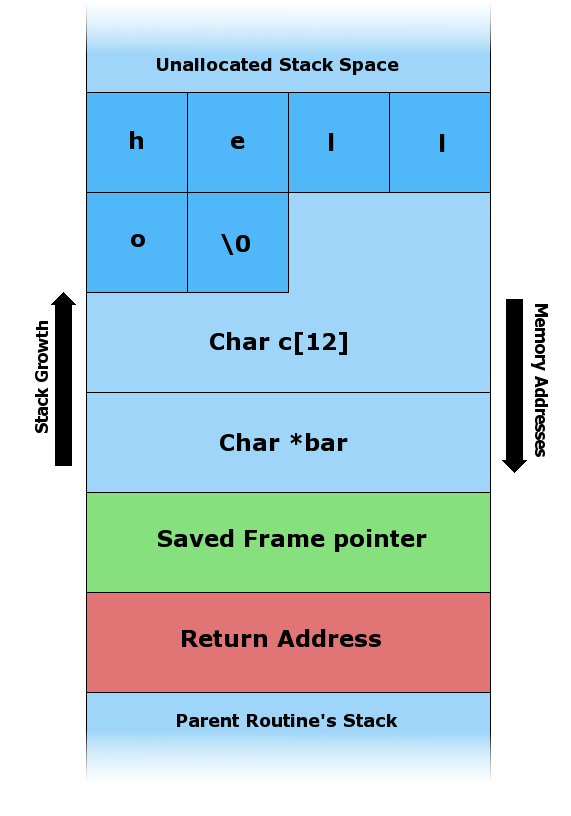 Unallocated Stack Space
h e l l
o \0
Char c[12]
Char *bar
Saved Frame pointer
Return Address
Parent Routine's Stack
Stack Growth
Memory Addresses